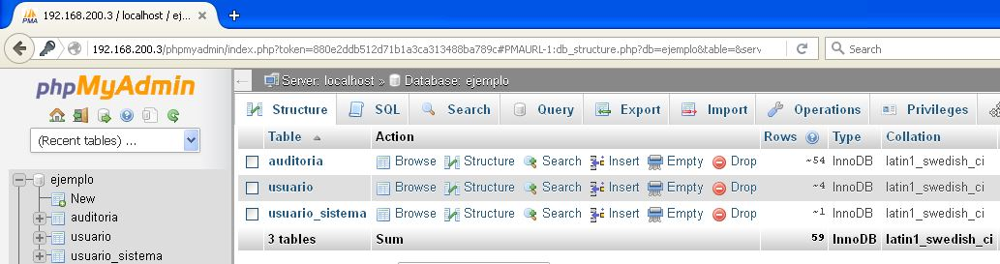 192.168.200.3 / localhost / ej...
192.168.200.3/phpmyadmin/index.php?token=880e2ddb512d71b1a3ca313488ba789c#PMAURL-1:db_structure.php?db=ejemplo&table=&serv
Search
phpMyAdmin
(Recent tables) ...
ejemplo
New
auditoria
usuario
usuario_sistema
Server: localhost » Database: ejemplo
Structure SQL Search Query Export Import Operations Privileges
Table Action Rows Type Collation
auditoria Browse Structure Search Insert Empty Drop ~54 InnoDB latin1_swedish_ci
usuario Browse Structure Search Insert Empty Drop ~4 InnoDB latin1_swedish_ci
usuario_sistema Browse Structure Search Insert Empty Drop ~1 InnoDB latin1_swedish_ci
3 tables Sum 59 InnoDB latin1_swedish_ci